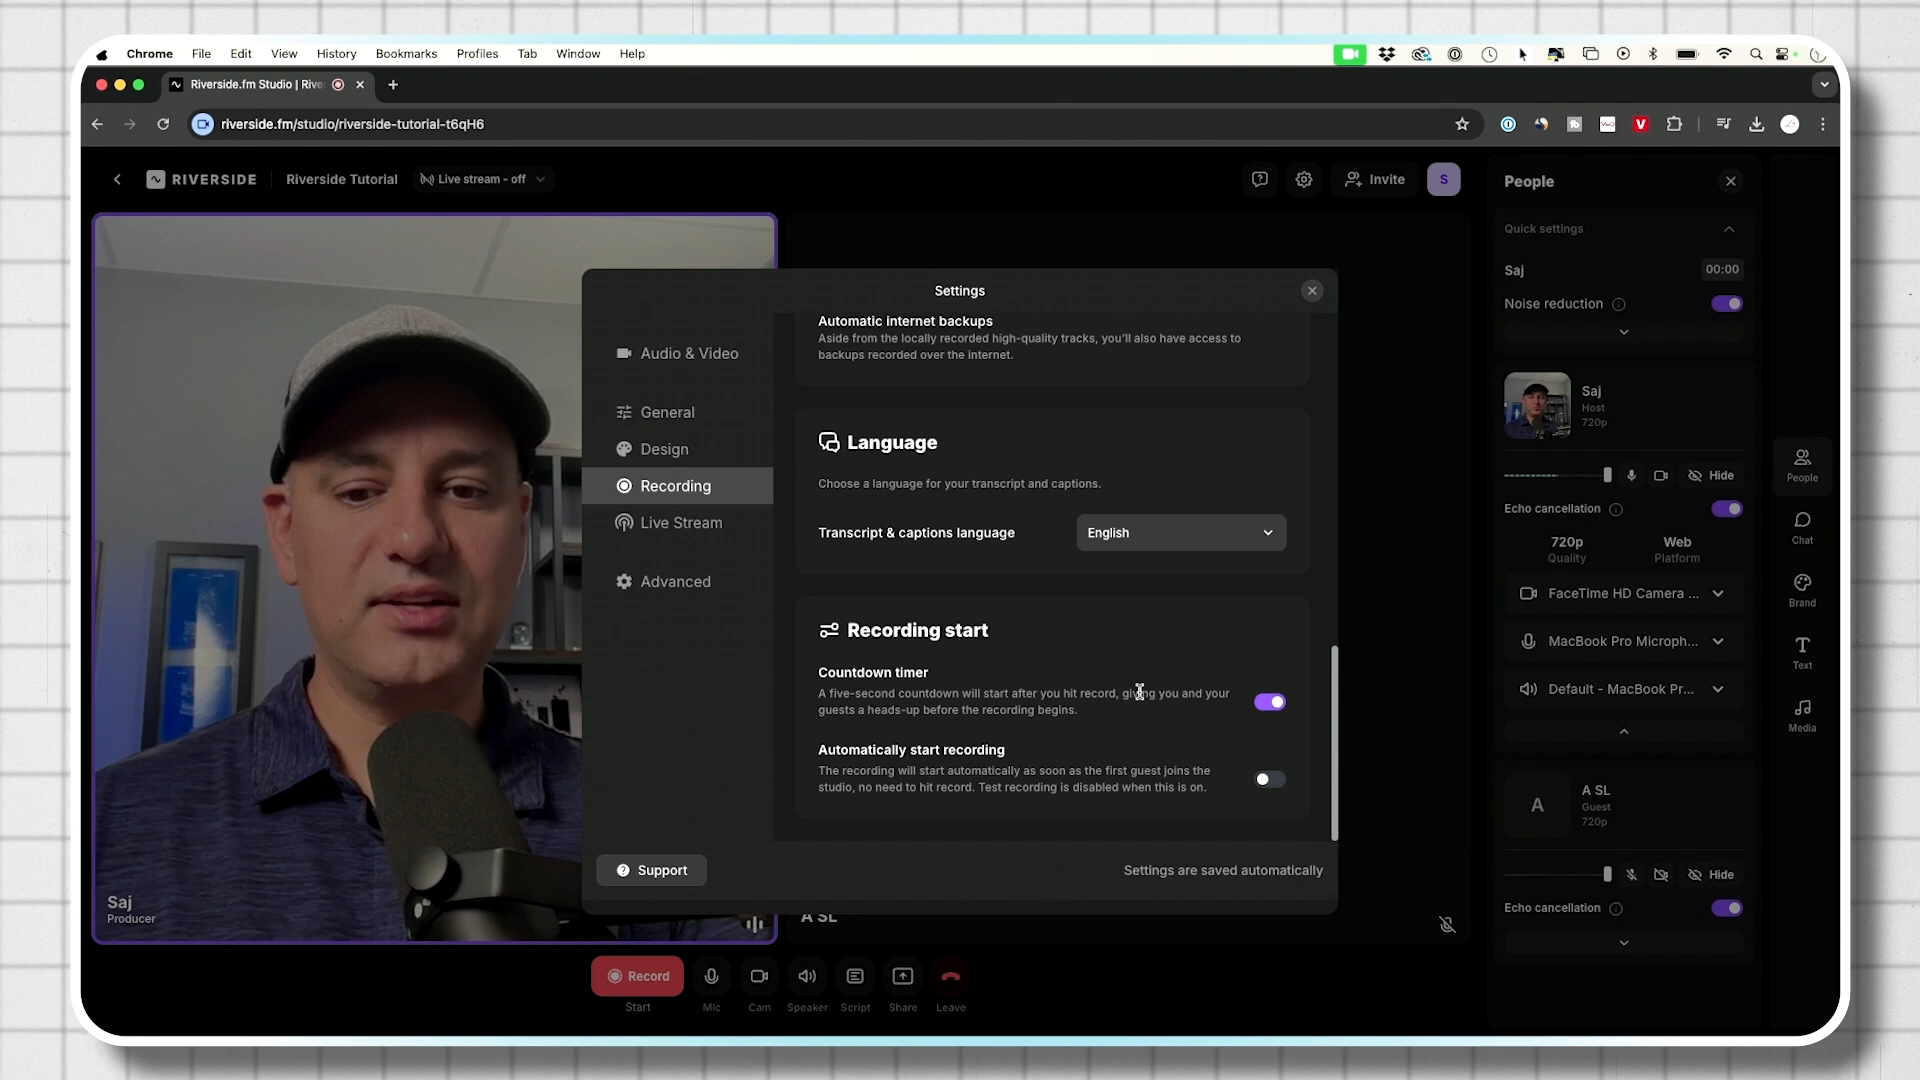 Chrome File Edit View History Bookmarks Profiles Tab Window Help
Riverside.fm Studio | Rive
riverside.fm/studio/riverside-tutorial-t6qH6
RIVERSIDE
Riverside Tutorial
Live stream - off
Invite
S
People
Quick settings
Saj
00:00
Noise reduction
Saj
Host
720p
Hide
Echo cancellation
720p
Quality
Web
Platform
FaceTime HD Camera ...
MacBook Pro Microph...
Default - MacBook Pr...
A
A SL
Guest
720p
Hide
Echo cancellation
People
Chat
Brand
Text
Media
Settings
Audio & Video
General
Design
Recording
Live Stream
Advanced
Support
Automatic internet backups
Aside from the locally recorded high-quality tracks, you'll also have access to
backups recorded over the internet.
Language
Choose a language for your transcript and captions.
Transcript & captions language
English
Recording start
Countdown timer
A five-second countdown will start after you hit record, giving you and your
guests a heads-up before the recording begins.
Automatically start recording
The recording will start automatically as soon as the first guest joins the
studio, no need to hit record. Test recording is disabled when this is on.
Settings are saved automatically
Saj
Producer
A SL
Record
Start
Mic
Cam
Speaker
Script
Share
Leave